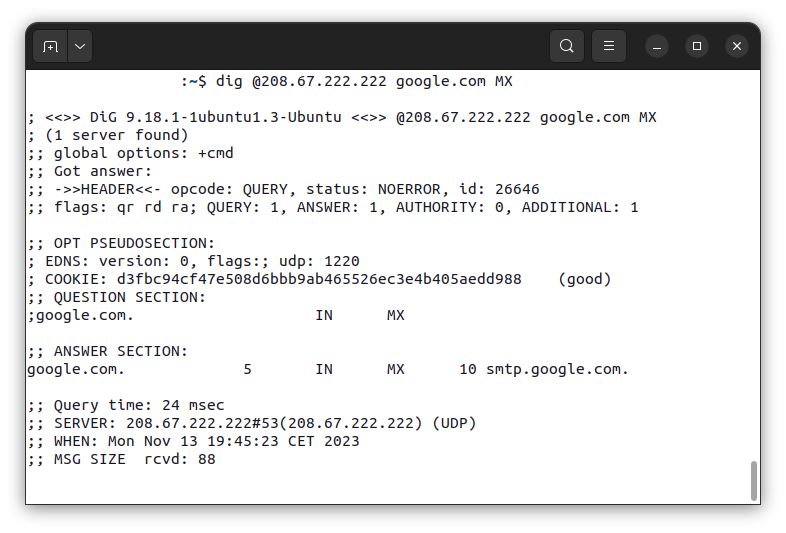 :~$ dig @208.67.222.222 google.com MX

; <<>> DiG 9.18.1-1ubuntu1.3-Ubuntu <<>> @208.67.222.222 google.com MX
; (1 server found)
;; global options: +cmd
;; Got answer:
;; ->>HEADER<<- opcode: QUERY, status: NOERROR, id: 26646
;; flags: qr rd ra; QUERY: 1, ANSWER: 1, AUTHORITY: 0, ADDITIONAL: 1

;; OPT PSEUDOSECTION:
; EDNS: version: 0, flags:; udp: 1220
; COOKIE: d3fbc94cf47e508d6bbb9ab465526ec3e4b405aedd988    (good)
;; QUESTION SECTION:
;google.com.                    IN      MX

;; ANSWER SECTION:
google.com.             5       IN      MX      10 smtp.google.com.

;; Query time: 24 msec
;; SERVER: 208.67.222.222#53(208.67.222.222) (UDP)
;; WHEN: Mon Nov 13 19:45:23 CET 2023
;; MSG SIZE  rcvd: 88